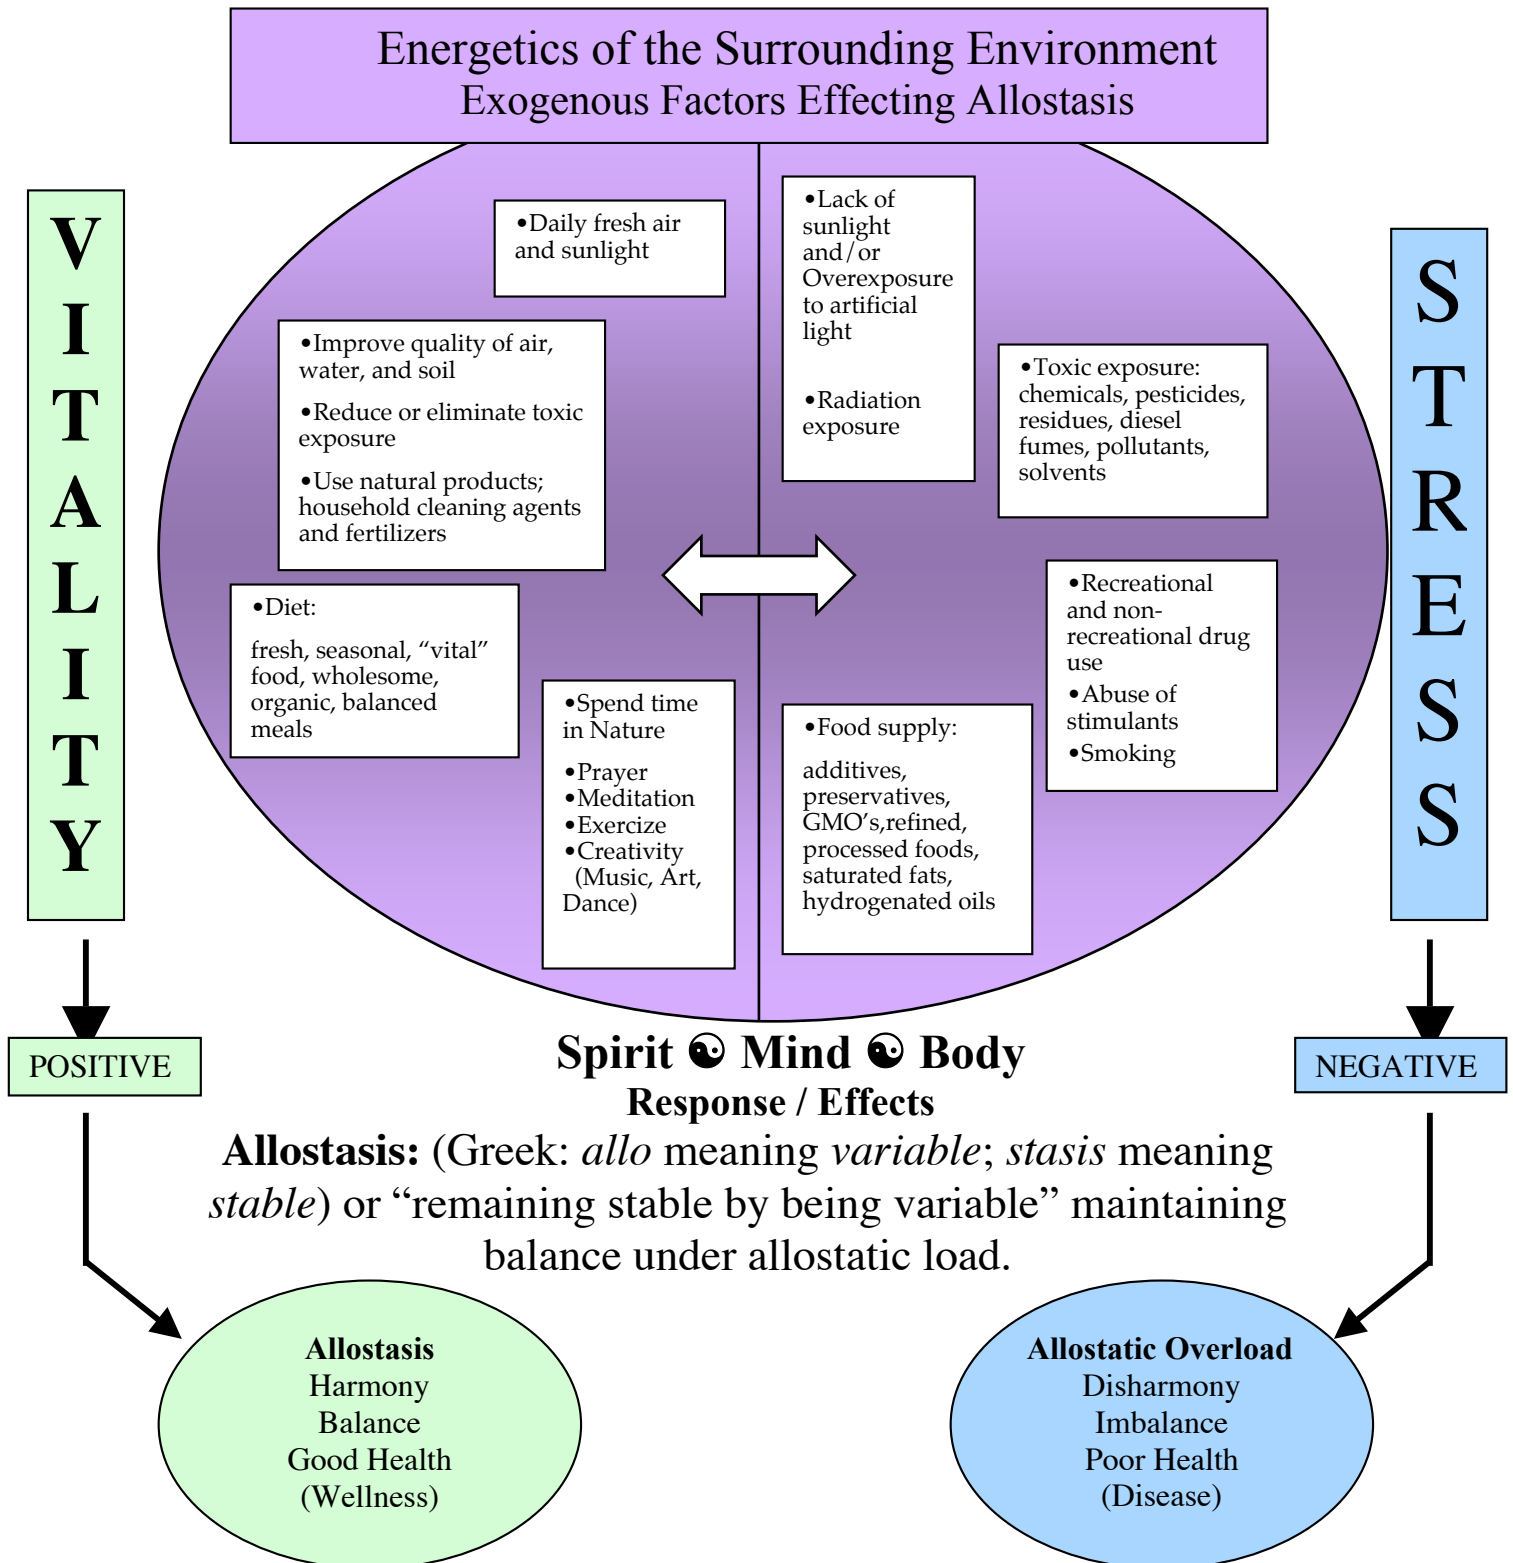 Energetics of the Surrounding Environment
Exogenous Factors Effecting Allostasis
VITALITY
•Daily fresh air
and sunlight
•Improve quality of air,
water, and soil
•Reduce or eliminate toxic
exposure
•Use natural products;
household cleaning agents
and fertilizers
•Diet:
fresh, seasonal, “vital”
food, wholesome,
organic, balanced
meals
•Spend time
in Nature
•Prayer
•Meditation
•Exercize
•Creativity
(Music, Art,
Dance)
•Lack of
sunlight
and/or
Overexposure
to artificial
light
•Radiation
exposure
•Toxic exposure:
chemicals, pesticides,
residues, diesel
fumes, pollutants,
solvents
•Recreational
and non-
recreational drug
use
•Abuse of
stimulants
•Smoking
•Food supply:
additives,
preservatives,
GMO’s,refined,
processed foods,
saturated fats,
hydrogenated oils
STRESS
POSITIVE
NEGATIVE
Spirit ☯ Mind ☯ Body
Response / Effects
Allostasis: (Greek: allo meaning variable; stasis meaning
stable) or “remaining stable by being variable” maintaining
balance under allostatic load.
Allostasis
Harmony
Balance
Good Health
(Wellness)
Allostatic Overload
Disharmony
Imbalance
Poor Health
(Disease)